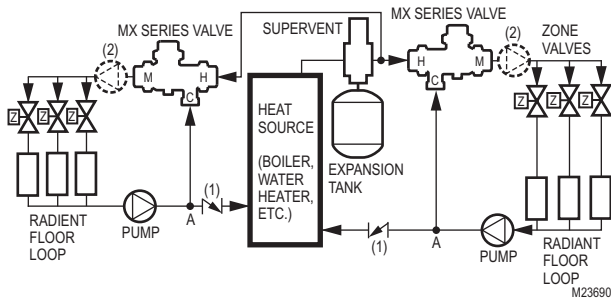 MX SERIES VALVE
SUPERVENT
MX SERIES VALVE
(2)
(2)
ZONE
VALVES
M
H
H
M
C
C
Z
Z
Z
Z
Z
Z
HEAT
SOURCE
(BOILER,
WATER
HEATER,
ETC.)
EXPANSION
TANK
(1)
(1)
RADIENT
FLOOR
LOOP
PUMP
A
A
PUMP
RADIANT
FLOOR
LOOP
M23690